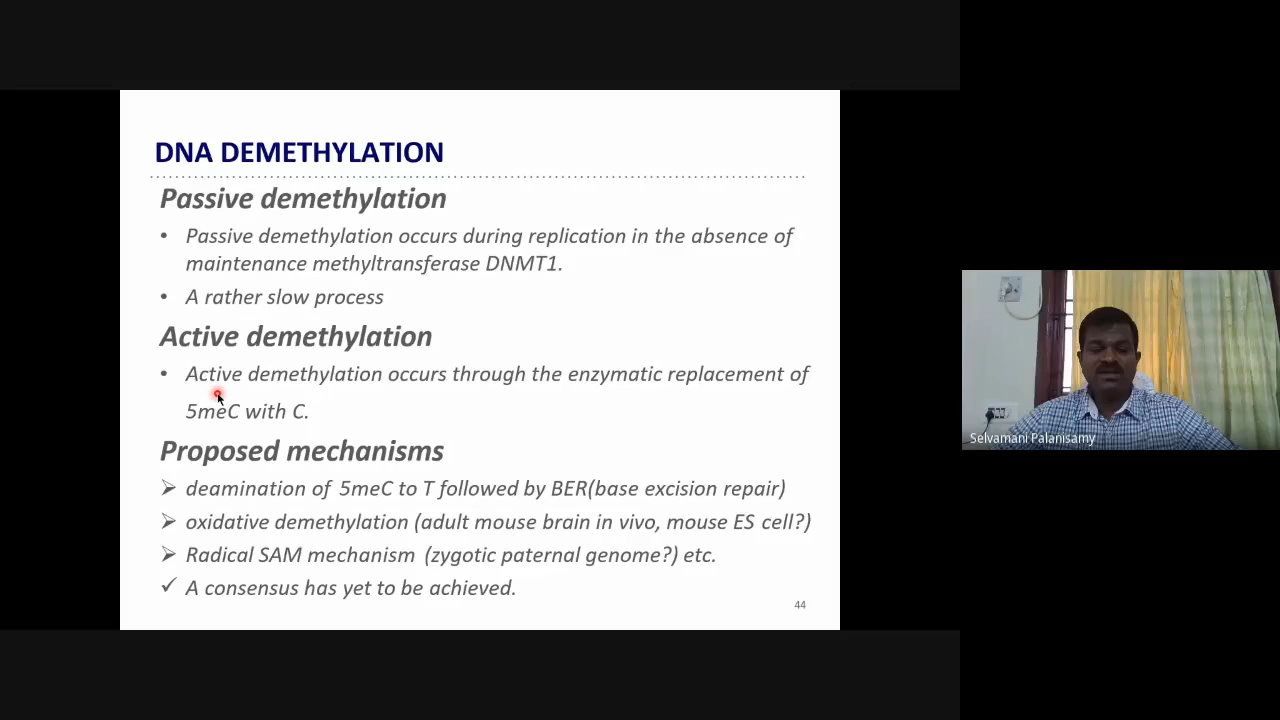 DNA DEMETHYLATION
Passive demethylation
• Passive demethylation occurs during replication in the absence of
maintenance methyltransferase DNMT1.
• A rather slow process
Active demethylation
• Active demethylation occurs through the enzymatic replacement of
5meC with C.
Proposed mechanisms
➢ deamination of 5meC to T followed by BER(base excision repair)
➢ oxidative demethylation (adult mouse brain in vivo, mouse ES cell?)
➢ Radical SAM mechanism (zygotic paternal genome?) etc.
✓ A consensus has yet to be achieved.
44
Selvamani Palanisamy